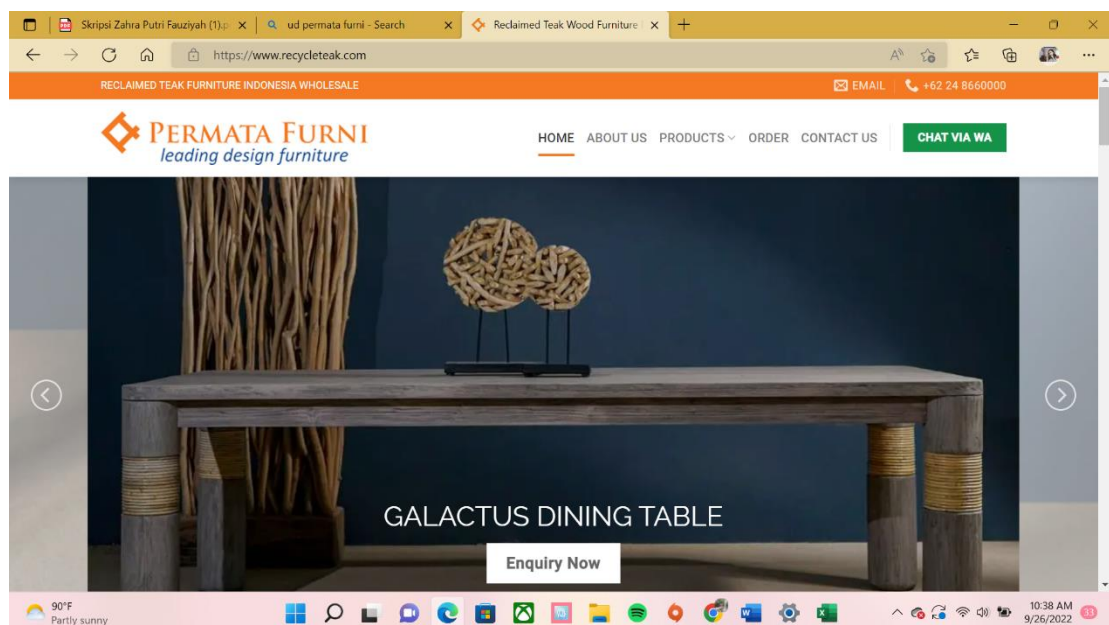 Skripsi Zahra Putri Fauziyah (1).p
ud permata furni - Search
Reclaimed Teak Wood Furniture
https://www.recycleteak.com
RECLAIMED TEAK FURNITURE INDONESIA WHOLESALE
EMAIL
+62 24 8660000
PERMATA FURNI
leading design furniture
HOME
ABOUT US
PRODUCTS
ORDER
CONTACT US
CHAT VIA WA
GALACTUS DINING TABLE
Enquiry Now
90°F
Partly sunny
10:38 AM
9/26/2022
33